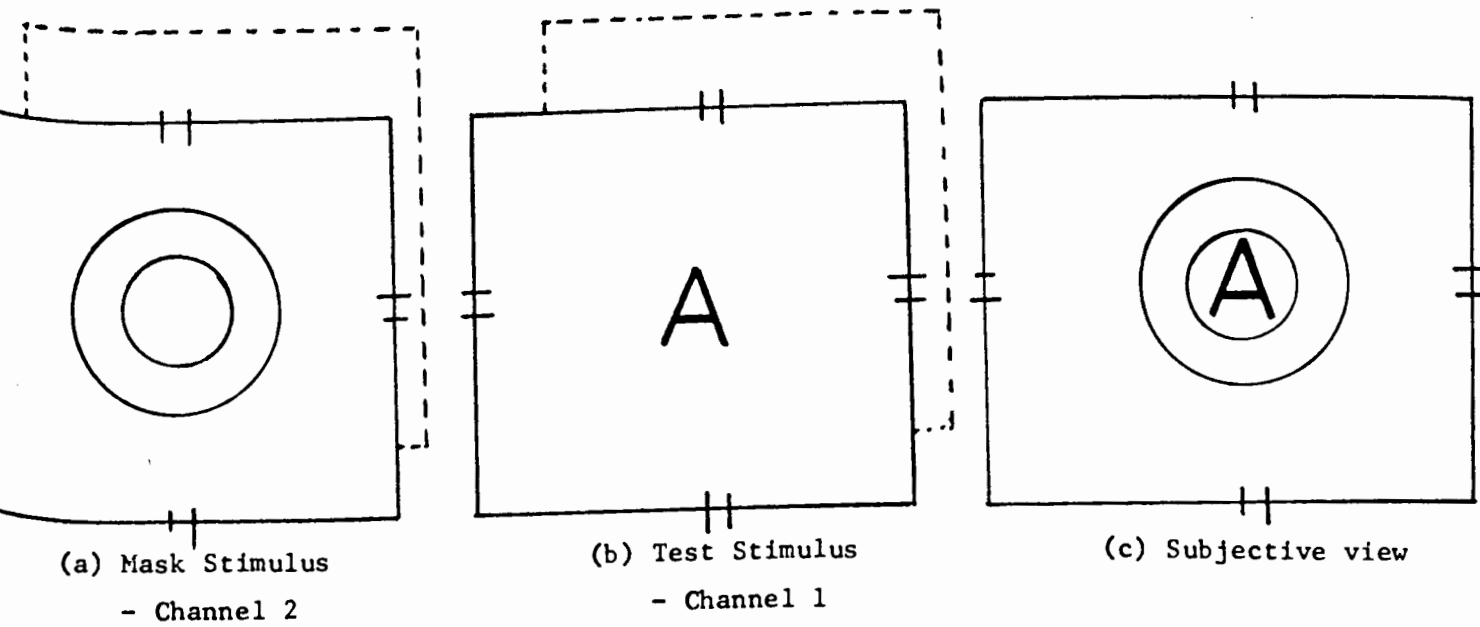 A
A
(a) Mask Stimulus
- Channel 2
(b) Test Stimulus
- Channel 1
(c) Subjective view